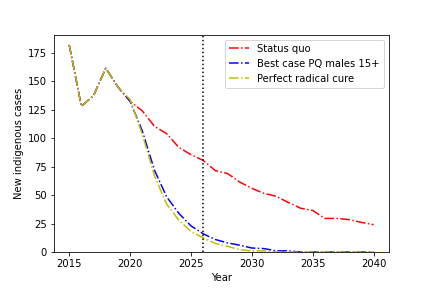 Status quo
Best case PQ males 15+
Perfect radical cure
New indigenous cases
175
150
125
100
75
50
25
0
2015
2020
2025
2030
2035
2040
Year